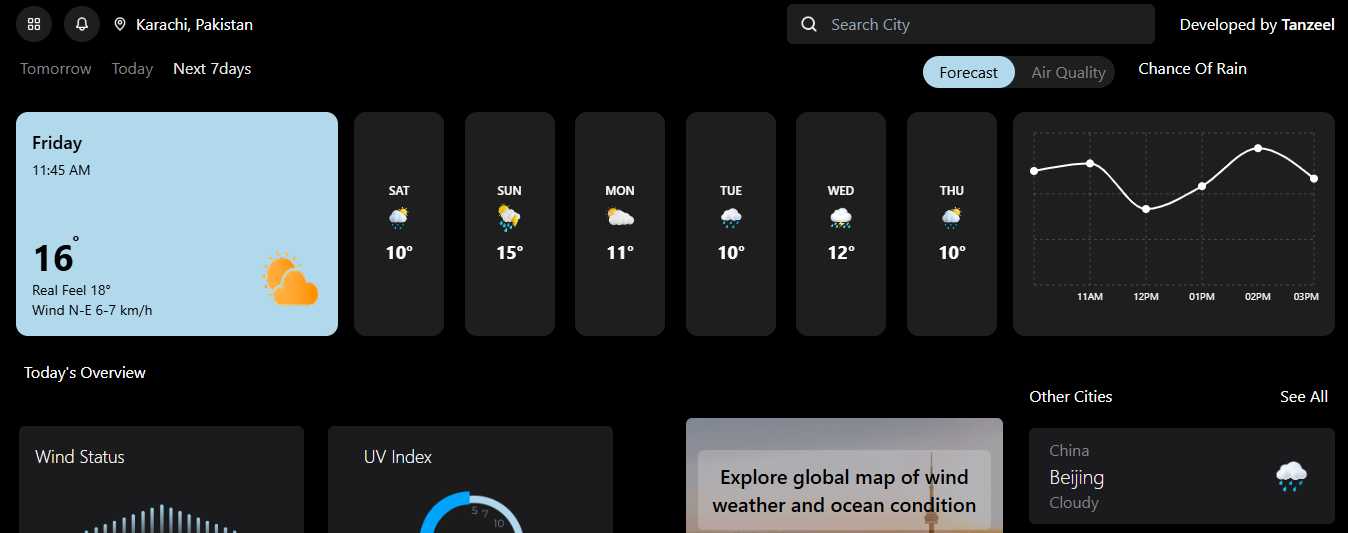 Karachi, Pakistan
Search City
Developed by Tanzeel
Tomorrow Today Next 7days
Forecast Air Quality
Chance Of Rain
Friday
11:45 AM
16°
Real Feel 18°
Wind N-E 6-7 km/h
SAT
10°
SUN
15°
MON
11°
TUE
10°
WED
12°
THU
10°
11AM 12PM 01PM 02PM 03PM
Today's Overview
Wind Status
UV Index
5 7
10
Explore global map of wind
weather and ocean condition
Other Cities See All
China
Beijing
Cloudy